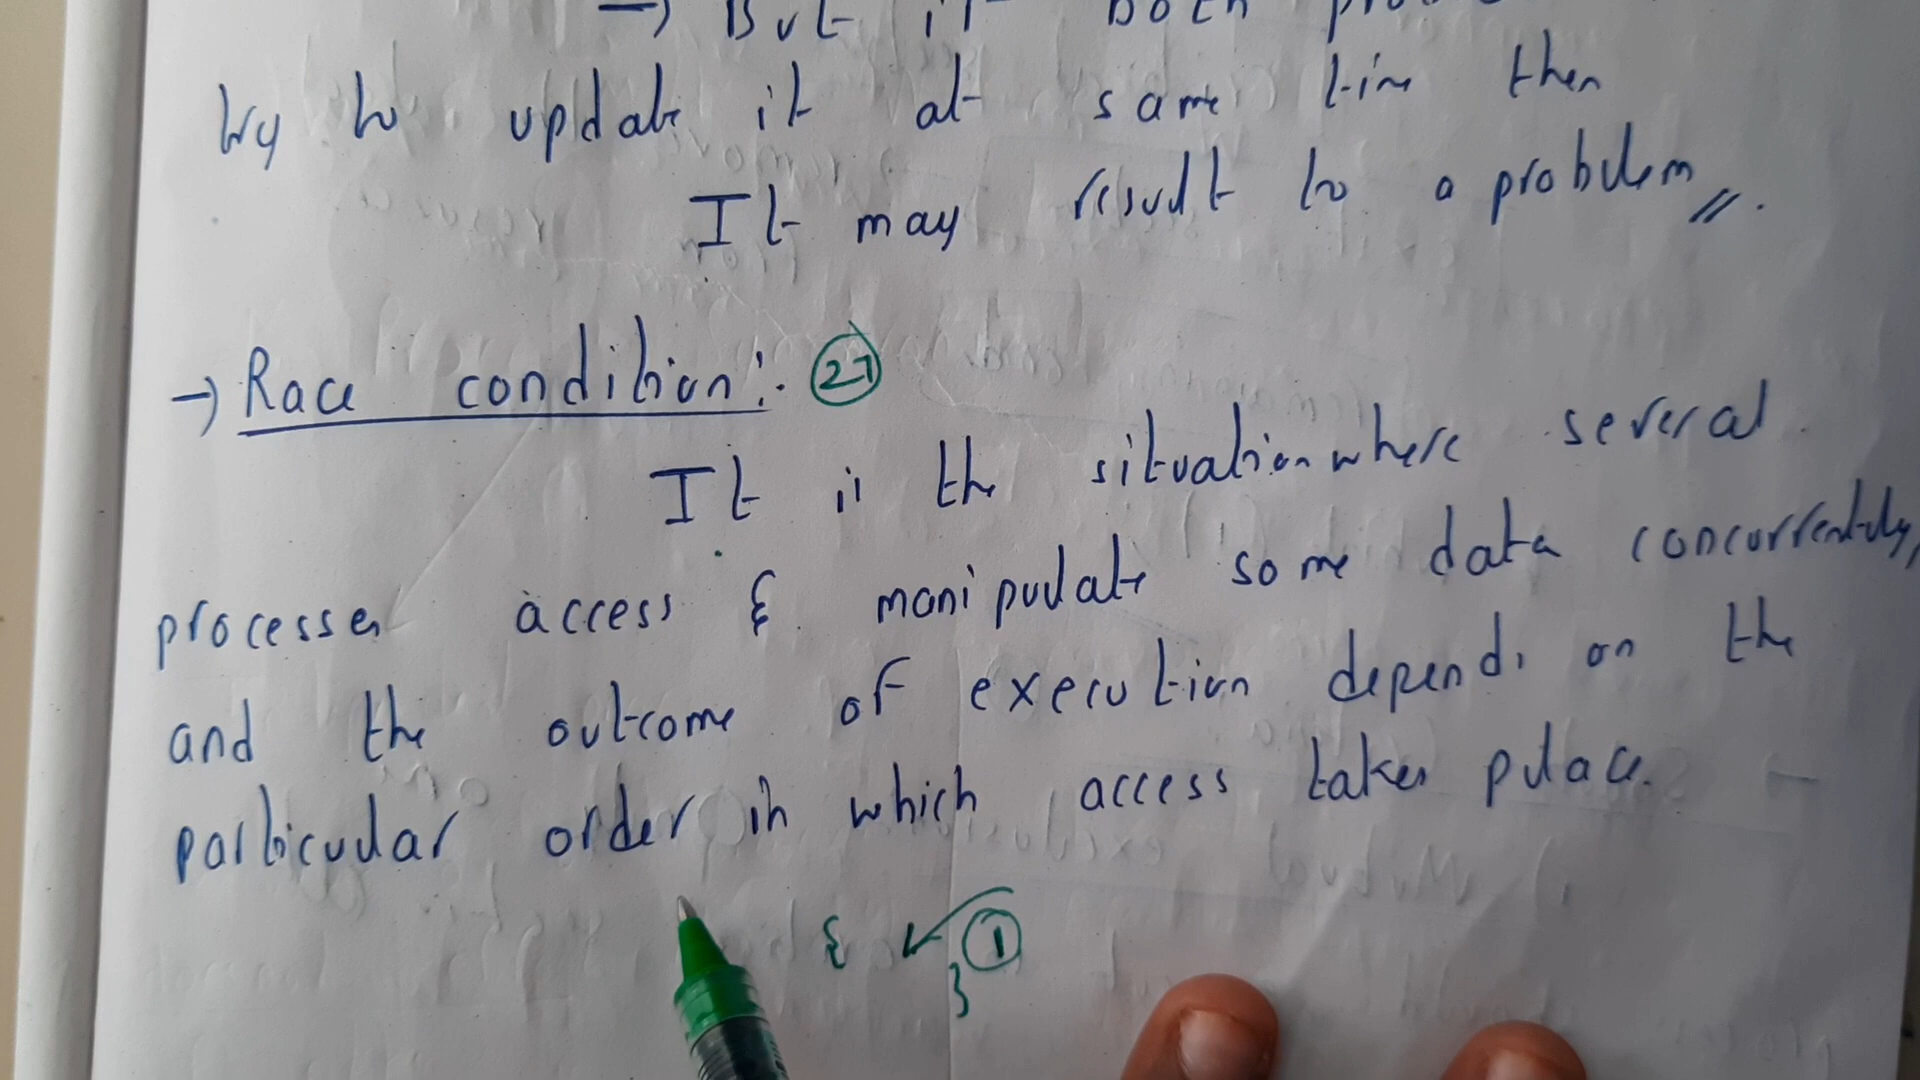 → But if both
try to update it at same time then
It may result to a probulem,,.
→ Race condition:- 27
It is the situation where several
processes access & manipulate some data concurrently,
and the outcome of execution depends on the
particular order in which access takes pulace.
{ ✓ 1
}